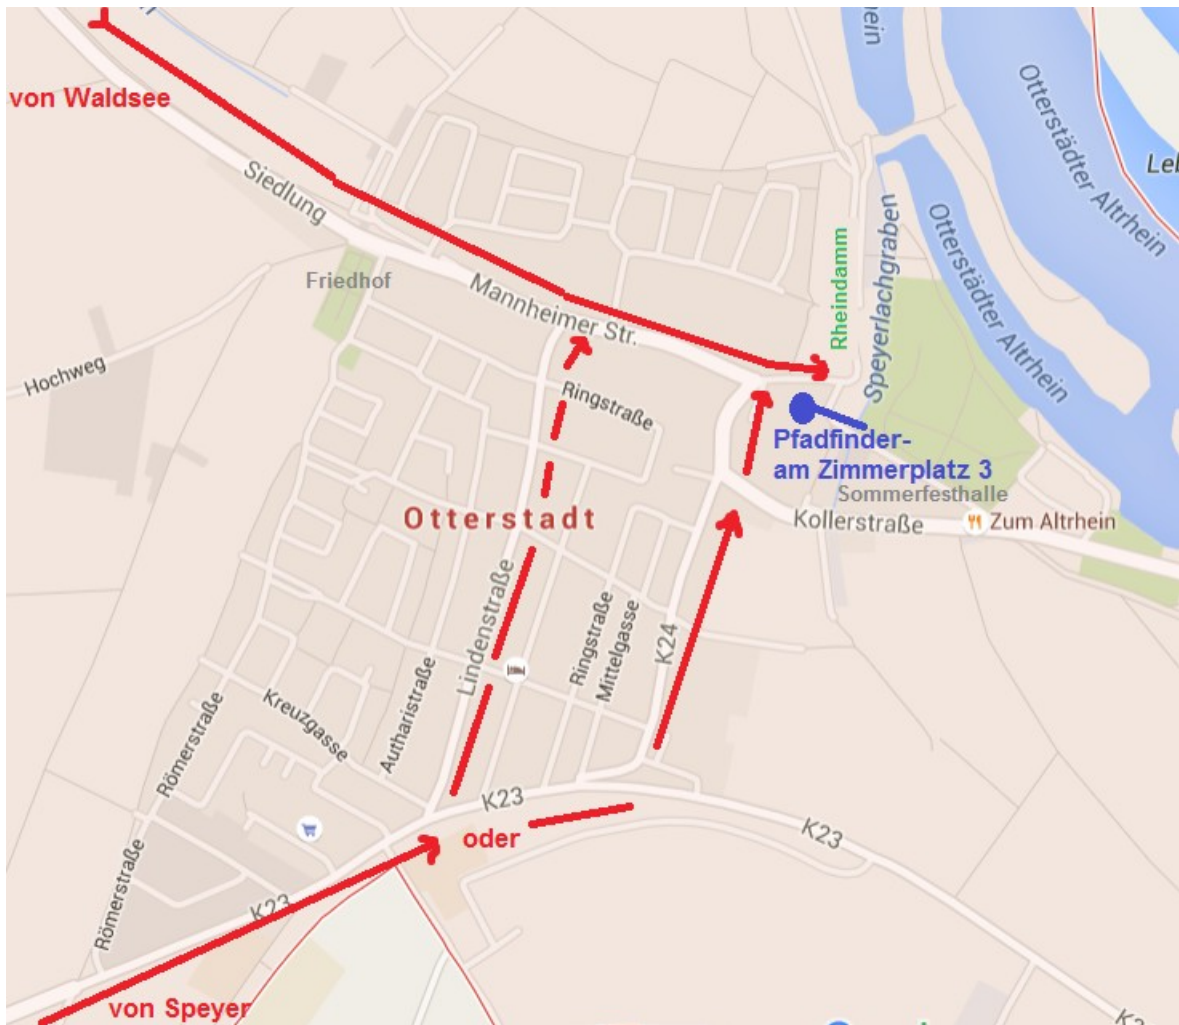 von Waldsee
Siedlung
Friedhof
Mannheimer Str.
Hochweg
Ringstraße
Rheindamm
Speyerlachgraben
Otterstädter Altrhein
Otterstädter Altrhein
Pfadfinder-
am Zimmerplatz 3
Sommerfesthalle
Kollerstraße
Zum Altrhein
Otterstadt
Lindenstraße
Ringstraße
Mittelgasse
K24
Autharistraße
Kreuzgasse
Römerstraße
Römerstraße
K23
oder
K23
K23
von Speyer